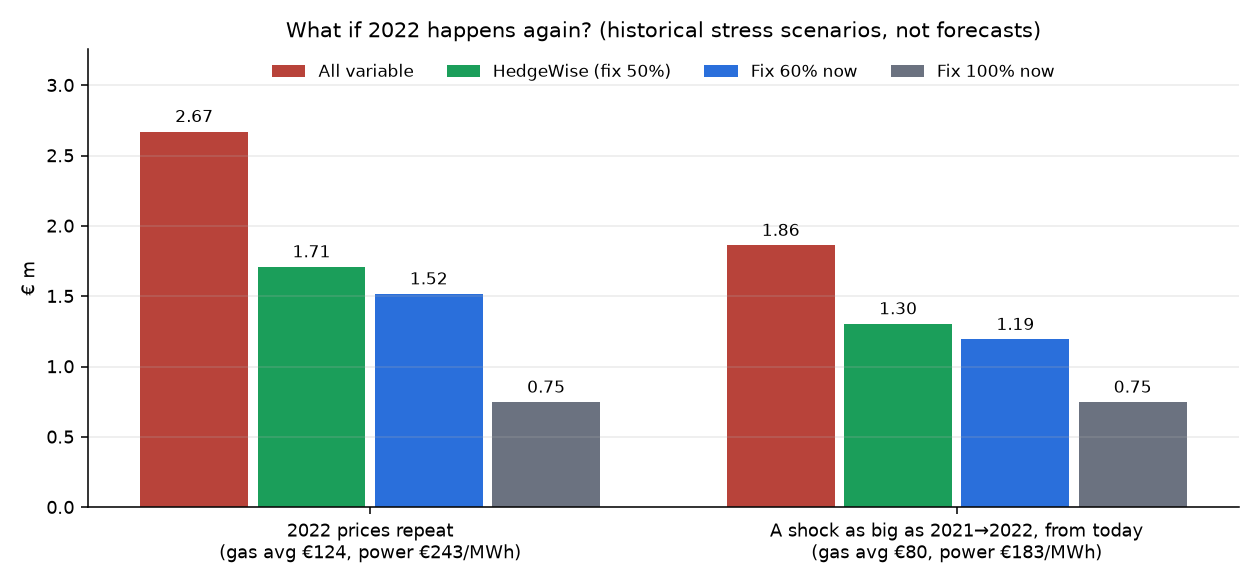 What if 2022 happens again? (historical stress scenarios, not forecasts)
All variable
HedgeWise (fix 50%)
Fix 60% now
Fix 100% now
€ m
3.0
2.5
2.0
1.5
1.0
0.5
0.0
2.67
1.71
1.52
0.75
1.86
1.30
1.19
0.75
2022 prices repeat
(gas avg €124, power €243/MWh)
A shock as big as 2021→2022, from today
(gas avg €80, power €183/MWh)